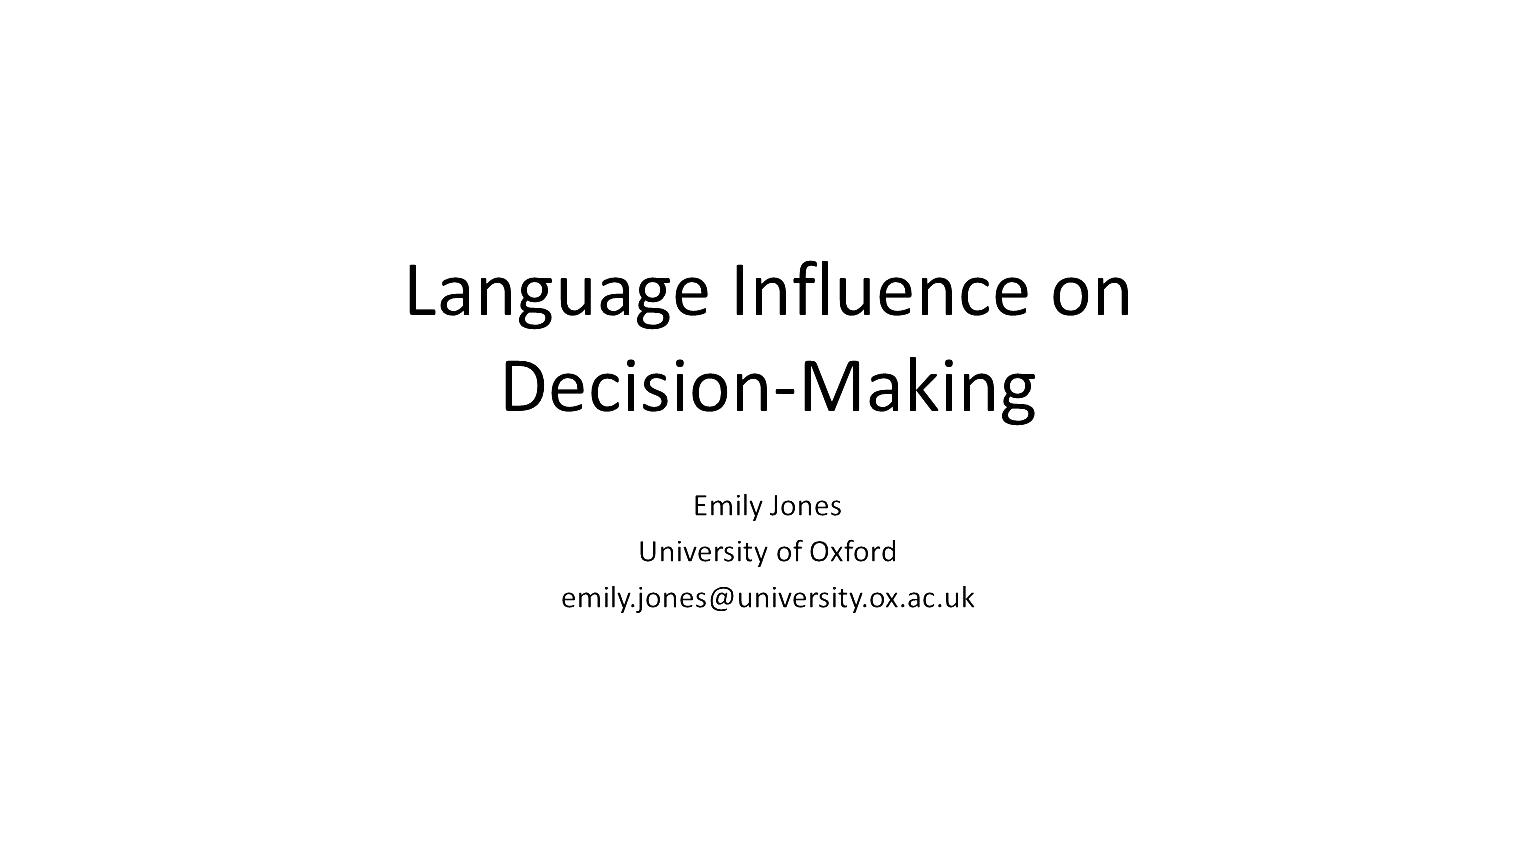 Language Influence on
Decision-Making
Emily Jones
University of Oxford
emily.jones@university.ox.ac.uk